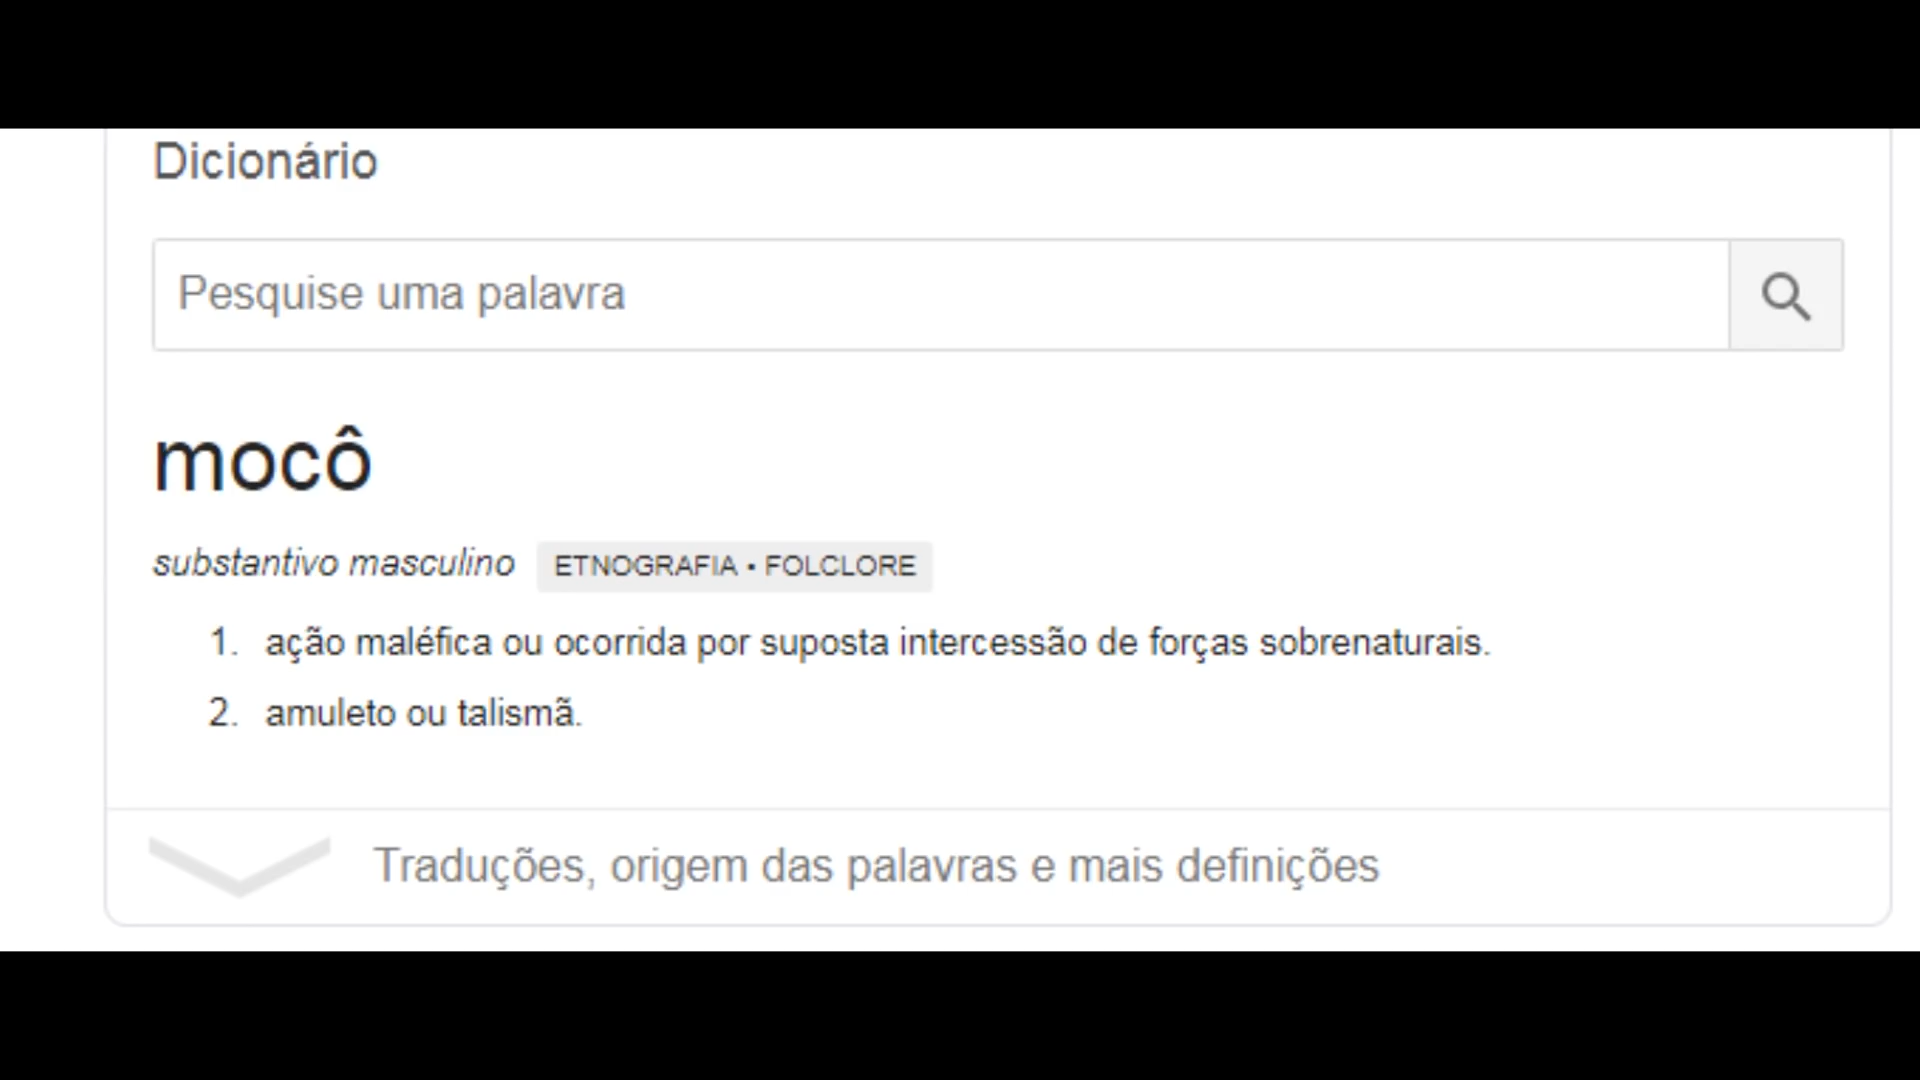 Dicionário
Pesquise uma palavra
mocô
substantivo masculino ETNOGRAFIA • FOLCLORE
1. ação maléfica ou ocorrida por suposta intercessão de forças sobrenaturais.
2. amuleto ou talismã.
Traduções, origem das palavras e mais definições